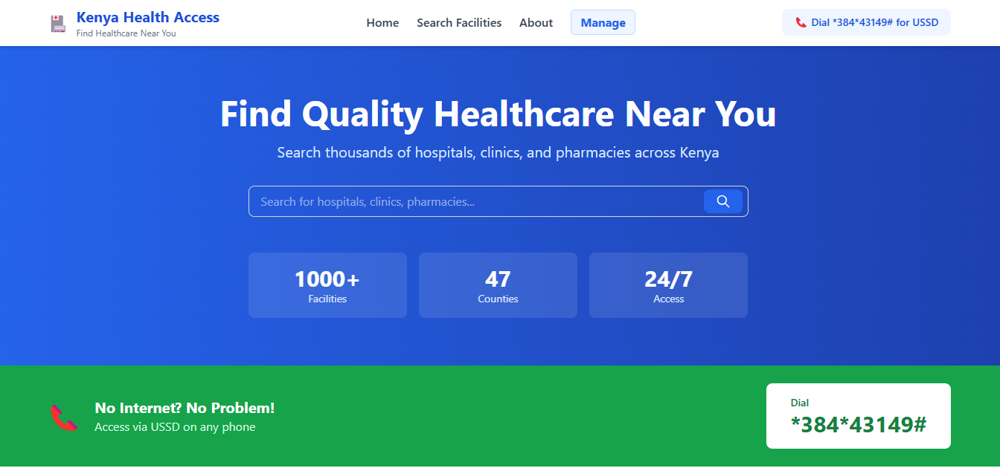 Kenya Health Access
Find Healthcare Near You
Home
Search Facilities
About
Manage
Dial *384*43149# for USSD
Find Quality Healthcare Near You
Search thousands of hospitals, clinics, and pharmacies across Kenya
Search for hospitals, clinics, pharmacies...
1000+
Facilities
47
Counties
24/7
Access
No Internet? No Problem!
Access via USSD on any phone
Dial
*384*43149#